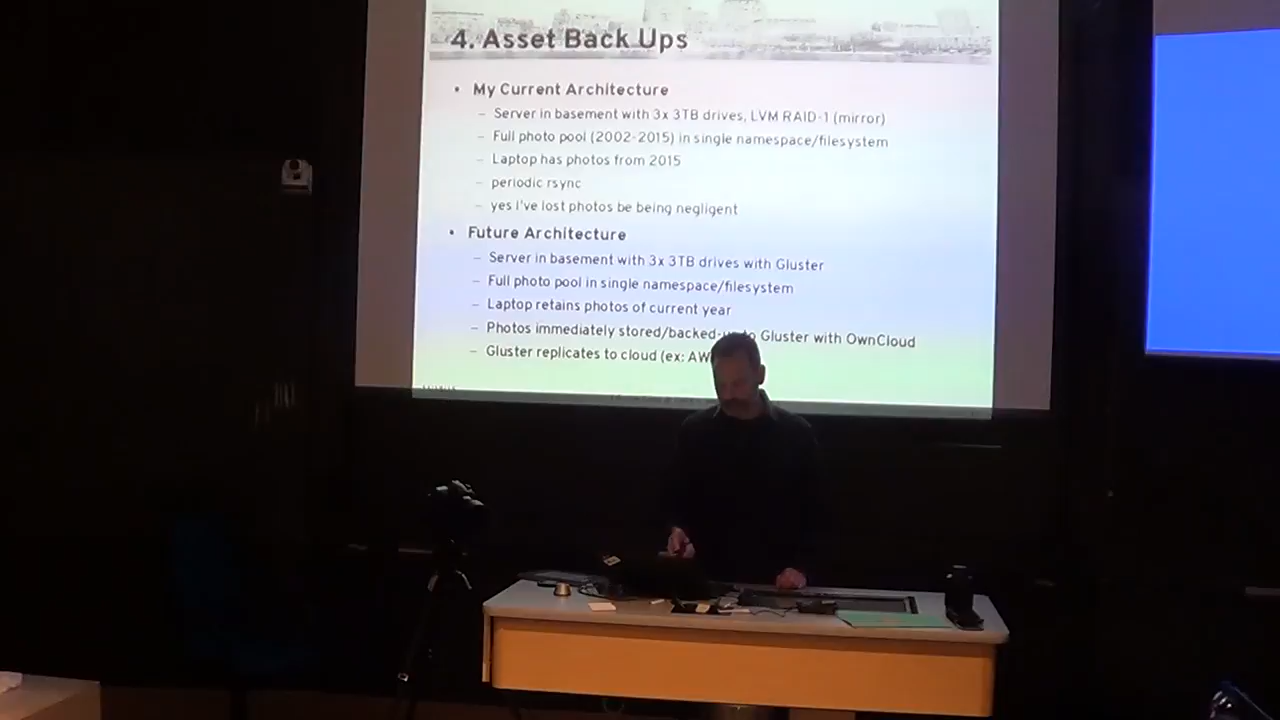 4. Asset Back Ups
• My Current Architecture
– Server in basement with 3x 3TB drives, LVM RAID-1 (mirror)
– Full photo pool (2002-2015) in single namespace/filesystem
– Laptop has photos from 2015
– periodic rsync
– yes I've lost photos be being negligent
• Future Architecture
– Server in basement with 3x 3TB drives with Gluster
– Full photo pool in single namespace/filesystem
– Laptop retains photos of current year
– Photos immediately stored/backed-up to Gluster with OwnCloud
– Gluster replicates to cloud (ex: AW